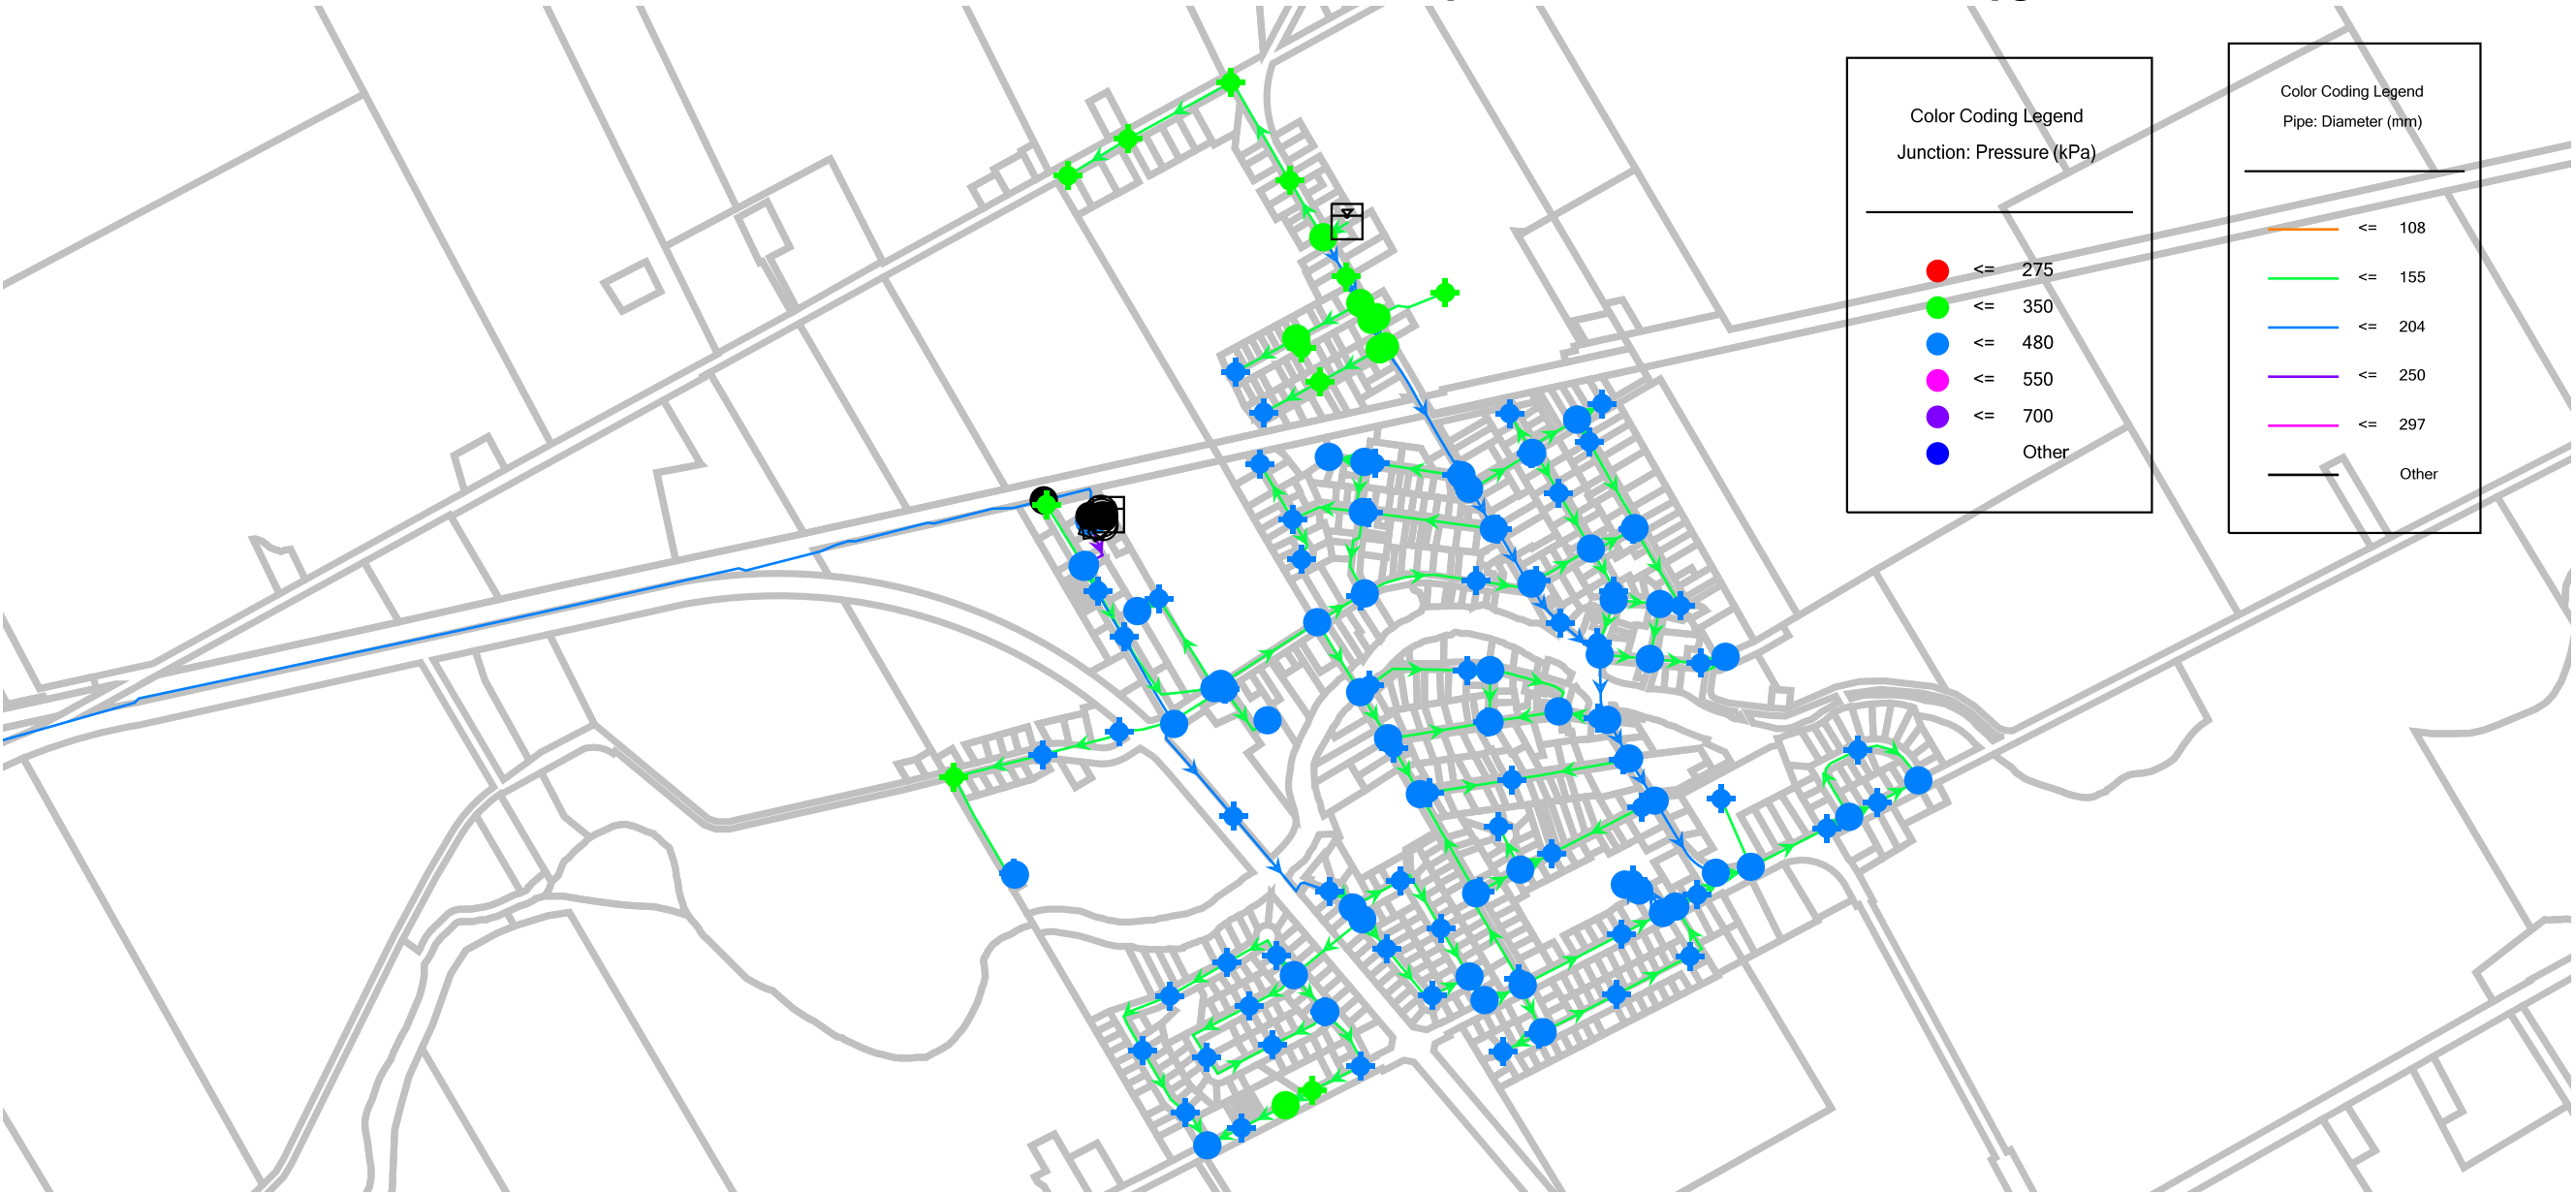 Color Coding Legend
Junction: Pressure (kPa)
<= 275
<= 350
<= 480
<= 550
<= 700
Other
Color Coding Legend
Pipe: Diameter (mm)
<= 108
<= 155
<= 204
<= 250
<= 297
Other